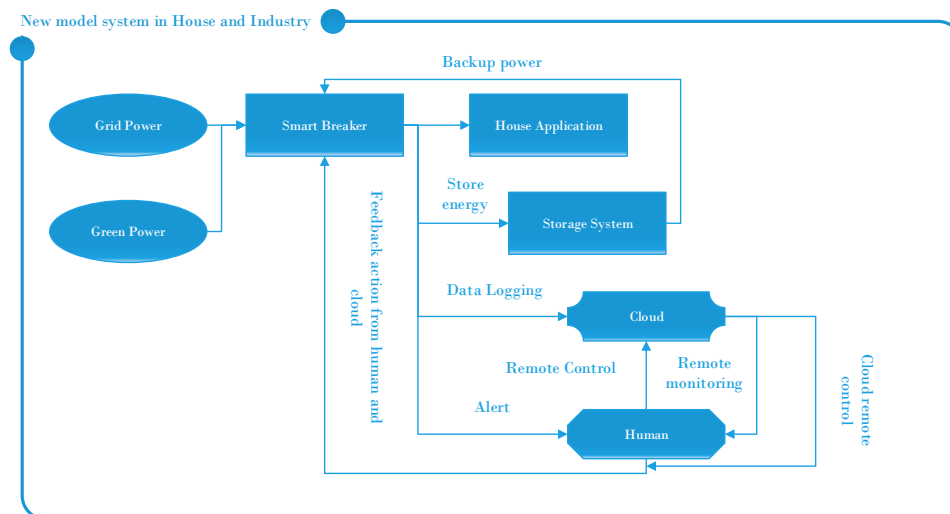 New model system in House and Industry
Backup power
Grid Power
Smart Breaker
House Application
Store
energy
Green Power
Storage System
Feedback action from human and
cloud
Data Logging
Cloud
Remote Control
Remote
monitoring
Cloud remote
control
Alert
Human